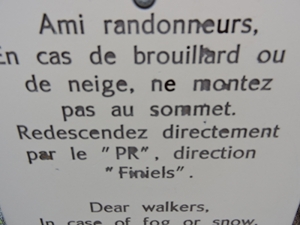 Ami randonneurs,
En cas de brouillard ou
de neige, ne montez
pas au sommet.
Redescendez directement
par le "PR", direction
"Finiels".
Dear walkers,
In case of fog or snow,